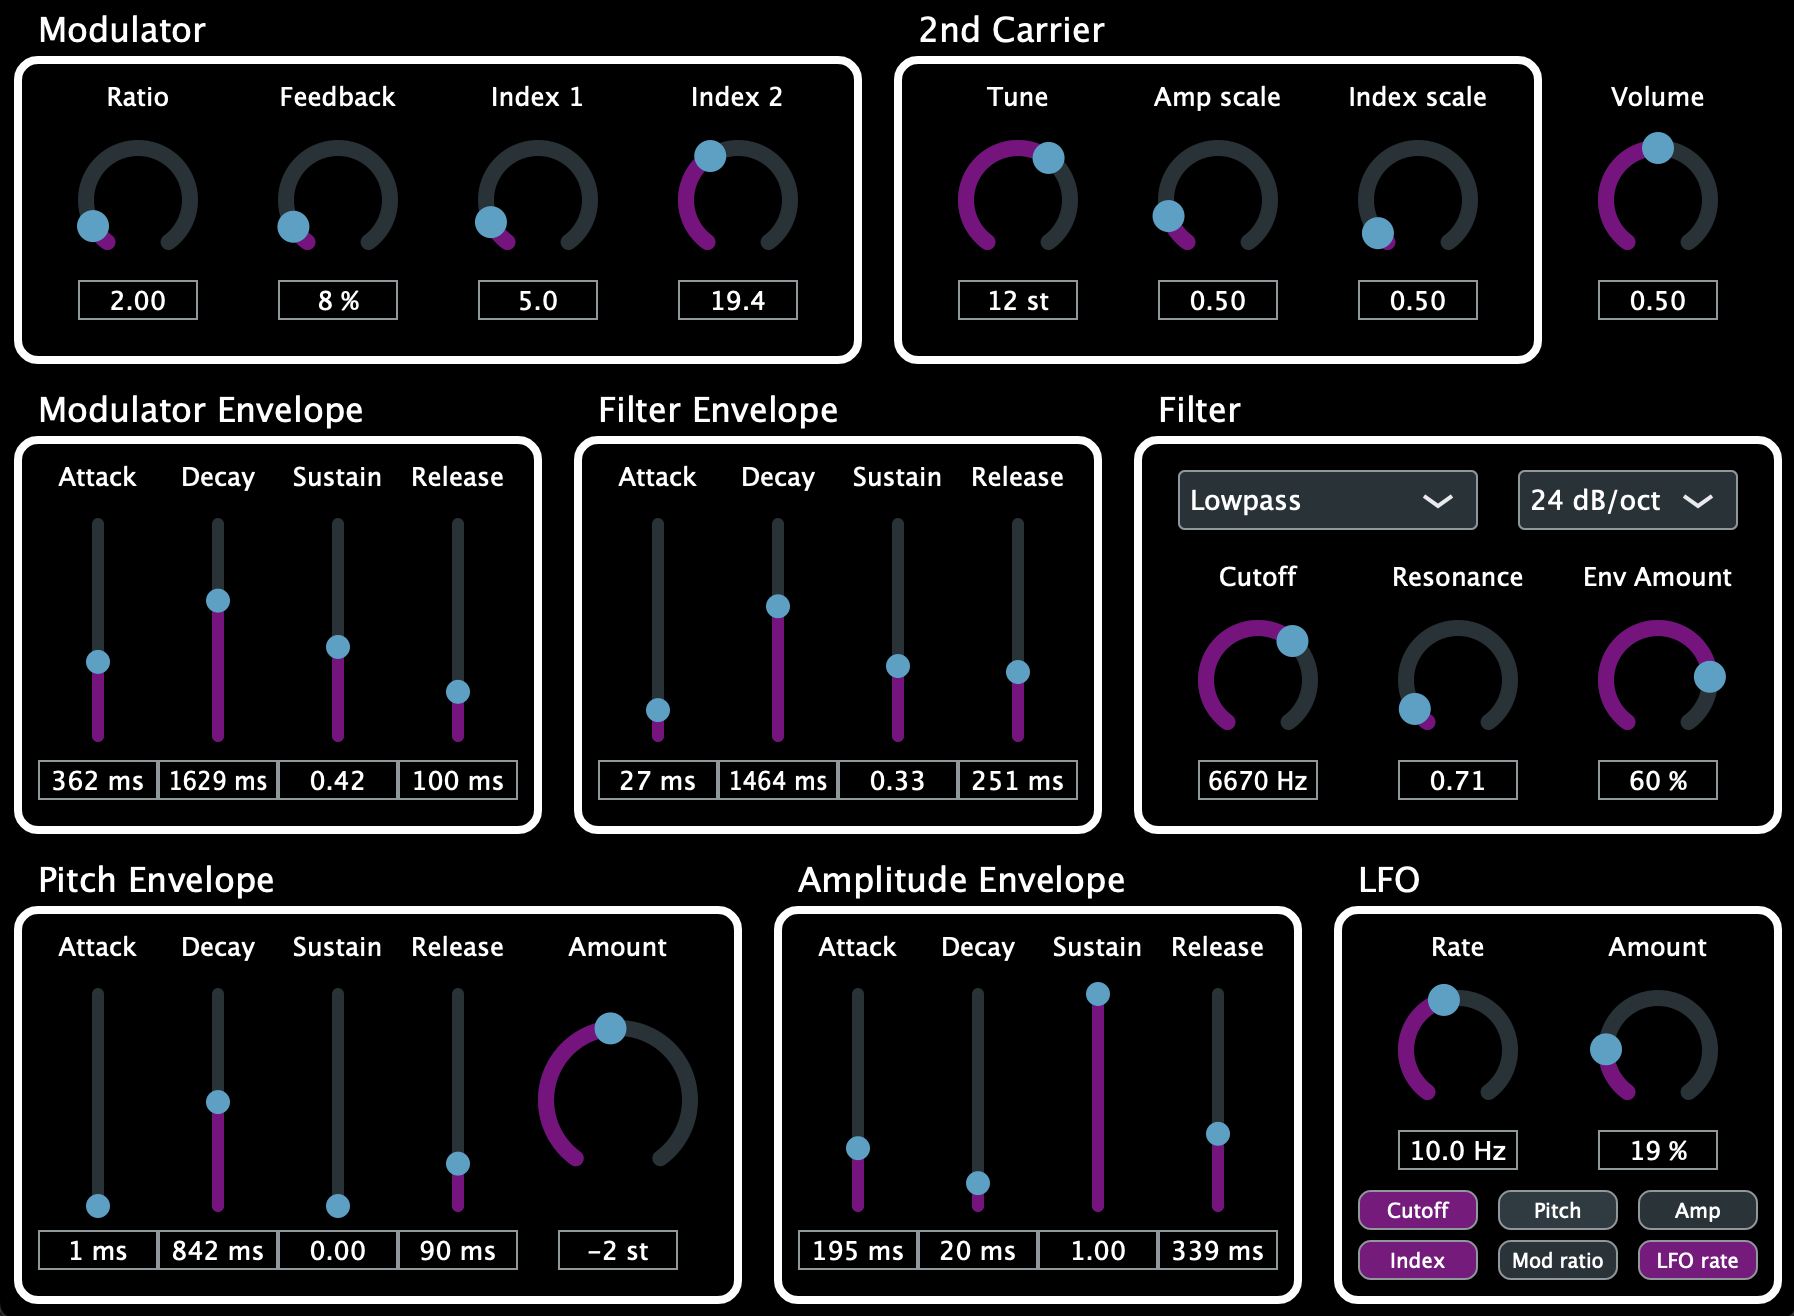 Modulator
2nd Carrier
Ratio
Feedback
Index 1
Index 2
Tune
Amp scale
Index scale
Volume
2.00
8 %
5.0
19.4
12 st
0.50
0.50
0.50
Modulator Envelope
Filter Envelope
Filter
Attack
Decay
Sustain
Release
Attack
Decay
Sustain
Release
Lowpass
24 dB/oct
Cutoff
Resonance
Env Amount
362 ms
1629 ms
0.42
100 ms
27 ms
1464 ms
0.33
251 ms
6670 Hz
0.71
60 %
Pitch Envelope
Amplitude Envelope
LFO
Attack
Decay
Sustain
Release
Amount
Attack
Decay
Sustain
Release
Rate
Amount
10.0 Hz
19 %
Cutoff
Pitch
Amp
1 ms
842 ms
0.00
90 ms
-2 st
195 ms
20 ms
1.00
339 ms
Index
Mod ratio
LFO rate